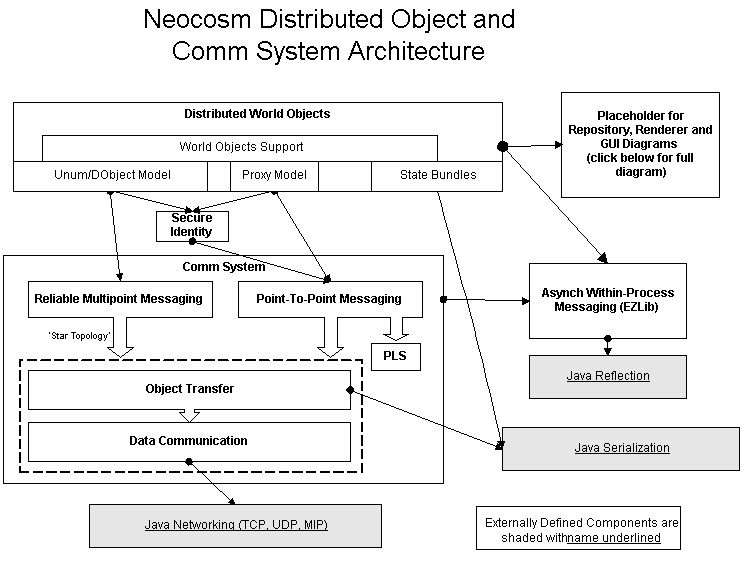 Neocosm Distributed Object and
Comm System Architecture
Distributed World Objects
World Objects Support
Unum/DObject Model
Proxy Model
State Bundles
Placeholder for
Repository, Renderer and
GUI Diagrams
(click below for full
diagram)
Secure
Identity
Comm System
Reliable Multipoint Messaging
Point-To-Point Messaging
Asynch Within-Process
Messaging (EZLib)
'Star Topology'
PLS
Java Reflection
Object Transfer
Data Communication
Java Serialization
Java Networking (TCP, UDP, MIP)
Externally Defined Components are
shaded withname underlined